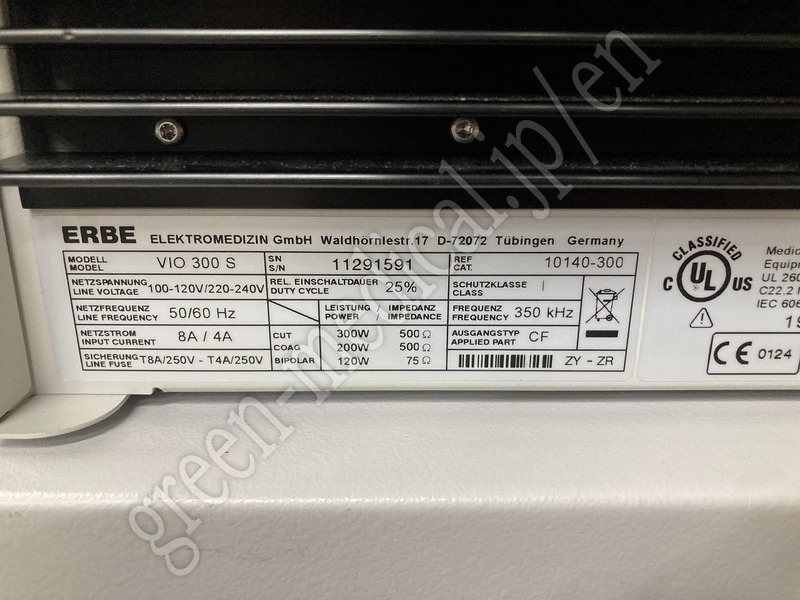 ERBE ELEKTROMEDIZIN GmbH Waldhörnlestr.17 D-72072 Tübingen Germany
MODELL
MODEL
VIO 300 S
SN
S/N
11291591
REF
CAT.
10140-300
NETZSPANNUNG
LINE VOLTAGE
100-120V/220-240V
REL. EINSCHALTDAUER
DUTY CYCLE
25%
SCHUTZKLASSE
CLASS
I
NETZFREQUENZ
LINE FREQUENCY
50/60 Hz
LEISTUNG / IMPEDANZ
POWER / IMPEDANCE
FREQUENZ
FREQUENCY
350 kHz
NETZSTROM
INPUT CURRENT
8A / 4A
CUT 300W 500 Ω
COAG 200W 500 Ω
BIPOLAR 120W 75 Ω
AUSGANGSTYP
APPLIED PART
CF
SICHERUNG
LINE FUSE
T8A/250V - T4A/250V
ZY - ZR
CLASSIFIED
C UL US
Medic
Equipm
UL 260
C22.2 N
IEC 606
19
CE 0124
green-medical.jp/en